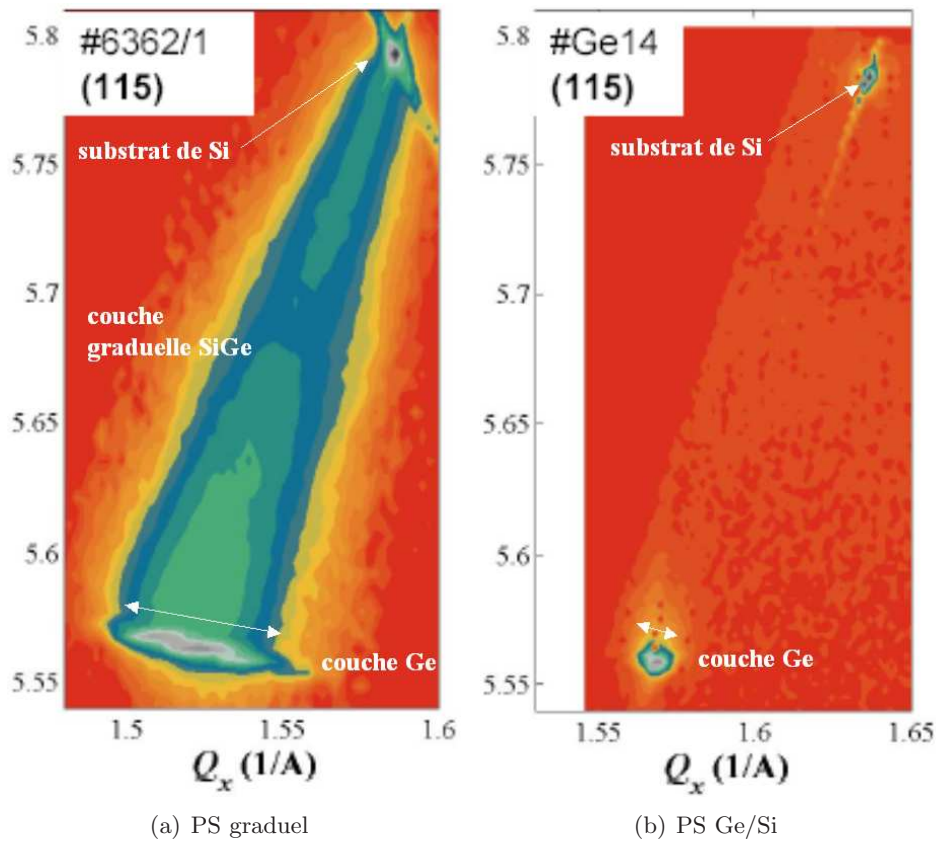 #6362/1
(115)
substrat de Si
couche
graduelle SiGe
couche Ge
5.8
5.75
5.7
5.65
5.6
5.55
1.5
1.55
1.6
Qx (1/A)
(a) PS graduel
#Ge14
(115)
substrat de Si
couche Ge
5.8
5.75
5.7
5.65
5.6
5.55
1.55
1.6
1.65
Qx (1/A)
(b) PS Ge/Si